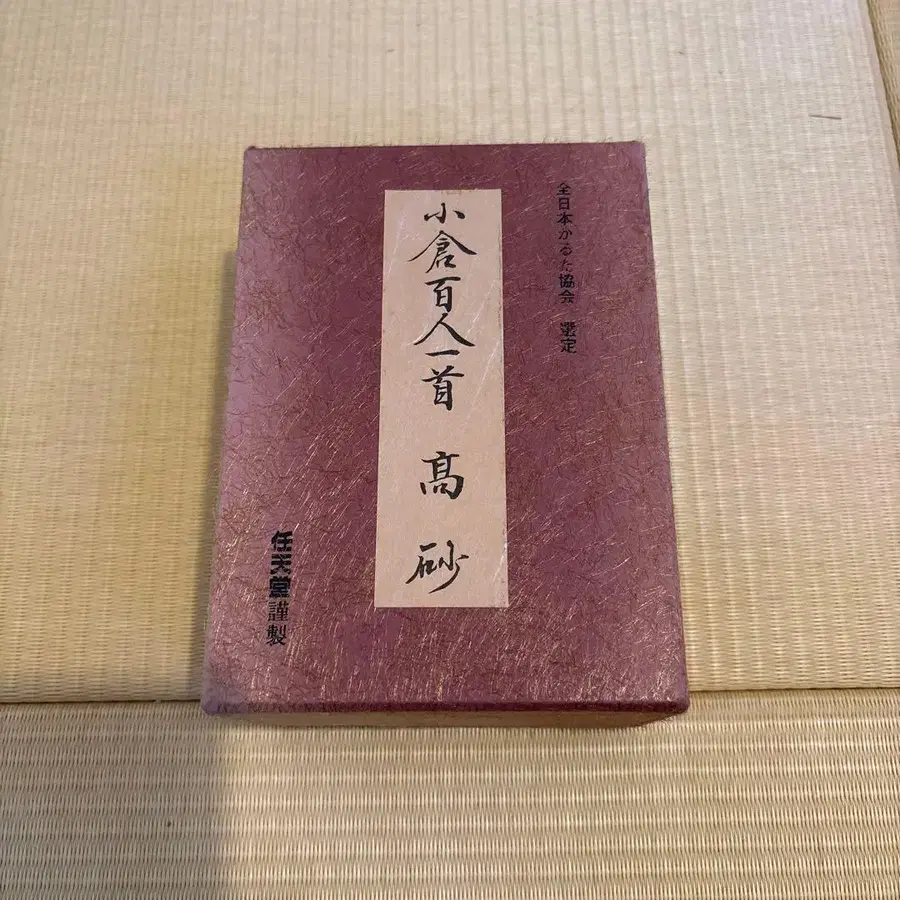 全日本かるた協会 選定
小倉百人一首 髙砂
任天堂謹製